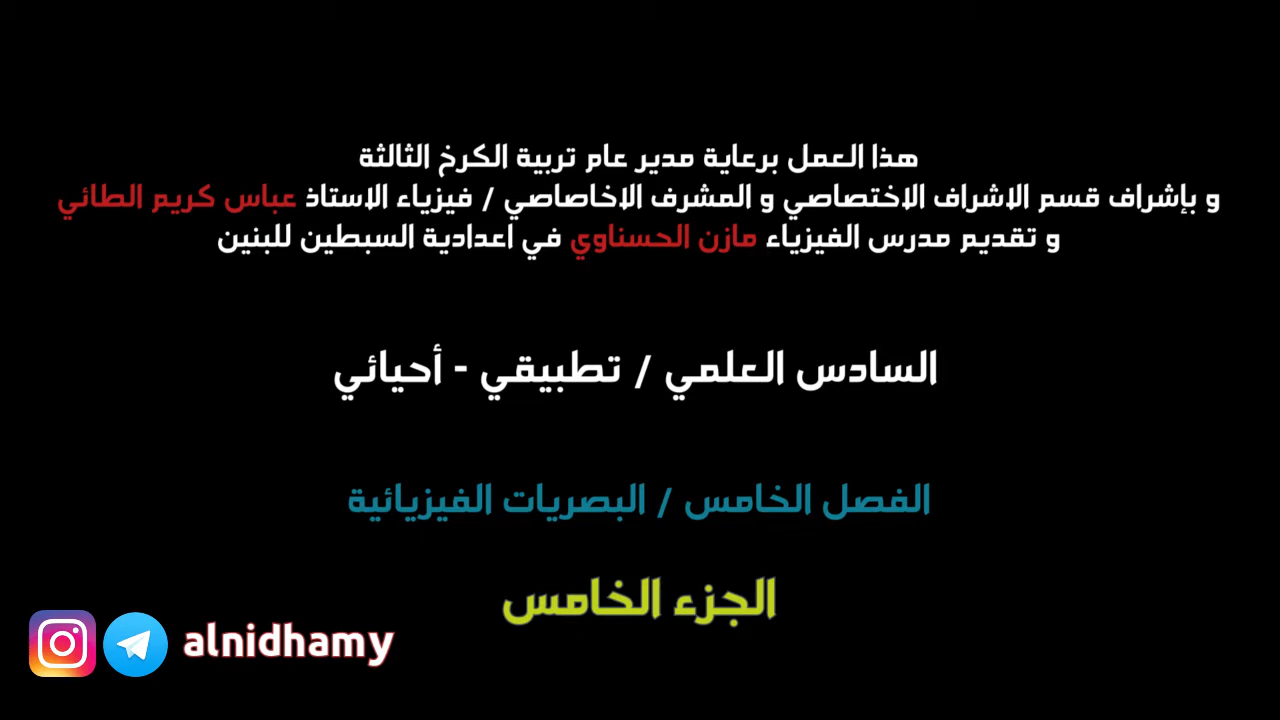 هذا العمل برعاية مدير عام تربية الكرخ الثالثة
و بإشراف قسم الاشراف الاختصاصي و المشرف الاخاصاصي / فيزياء الاستاذ عباس كريم الطائي
و تقديم مدرس الفيزياء مازن الحسناوي في اعدادية السبطين للبنين
السادس العلمي / تطبيقي - أحيائي
الفصل الخامس / البصريات الفيزيائية
الجزء الخامس
alnidhamy